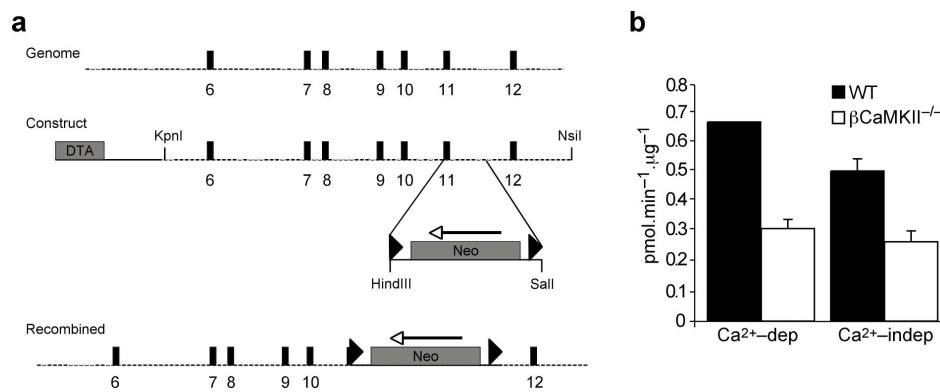 a
Genome
6 7 8 9 10 11 12
Construct
KpnI NsiI
DTA
6 7 8 9 10 11 12
Neo
HindIII SalI
Recombined
Neo
6 7 8 9 10 12
b
0.8
0.7
0.6
0.5
0.4
0.3
0.2
0.1
0
pmol.min⁻¹.µg⁻¹
WT
βCaMKII⁻/⁻
Ca²⁺–dep Ca²⁺–indep